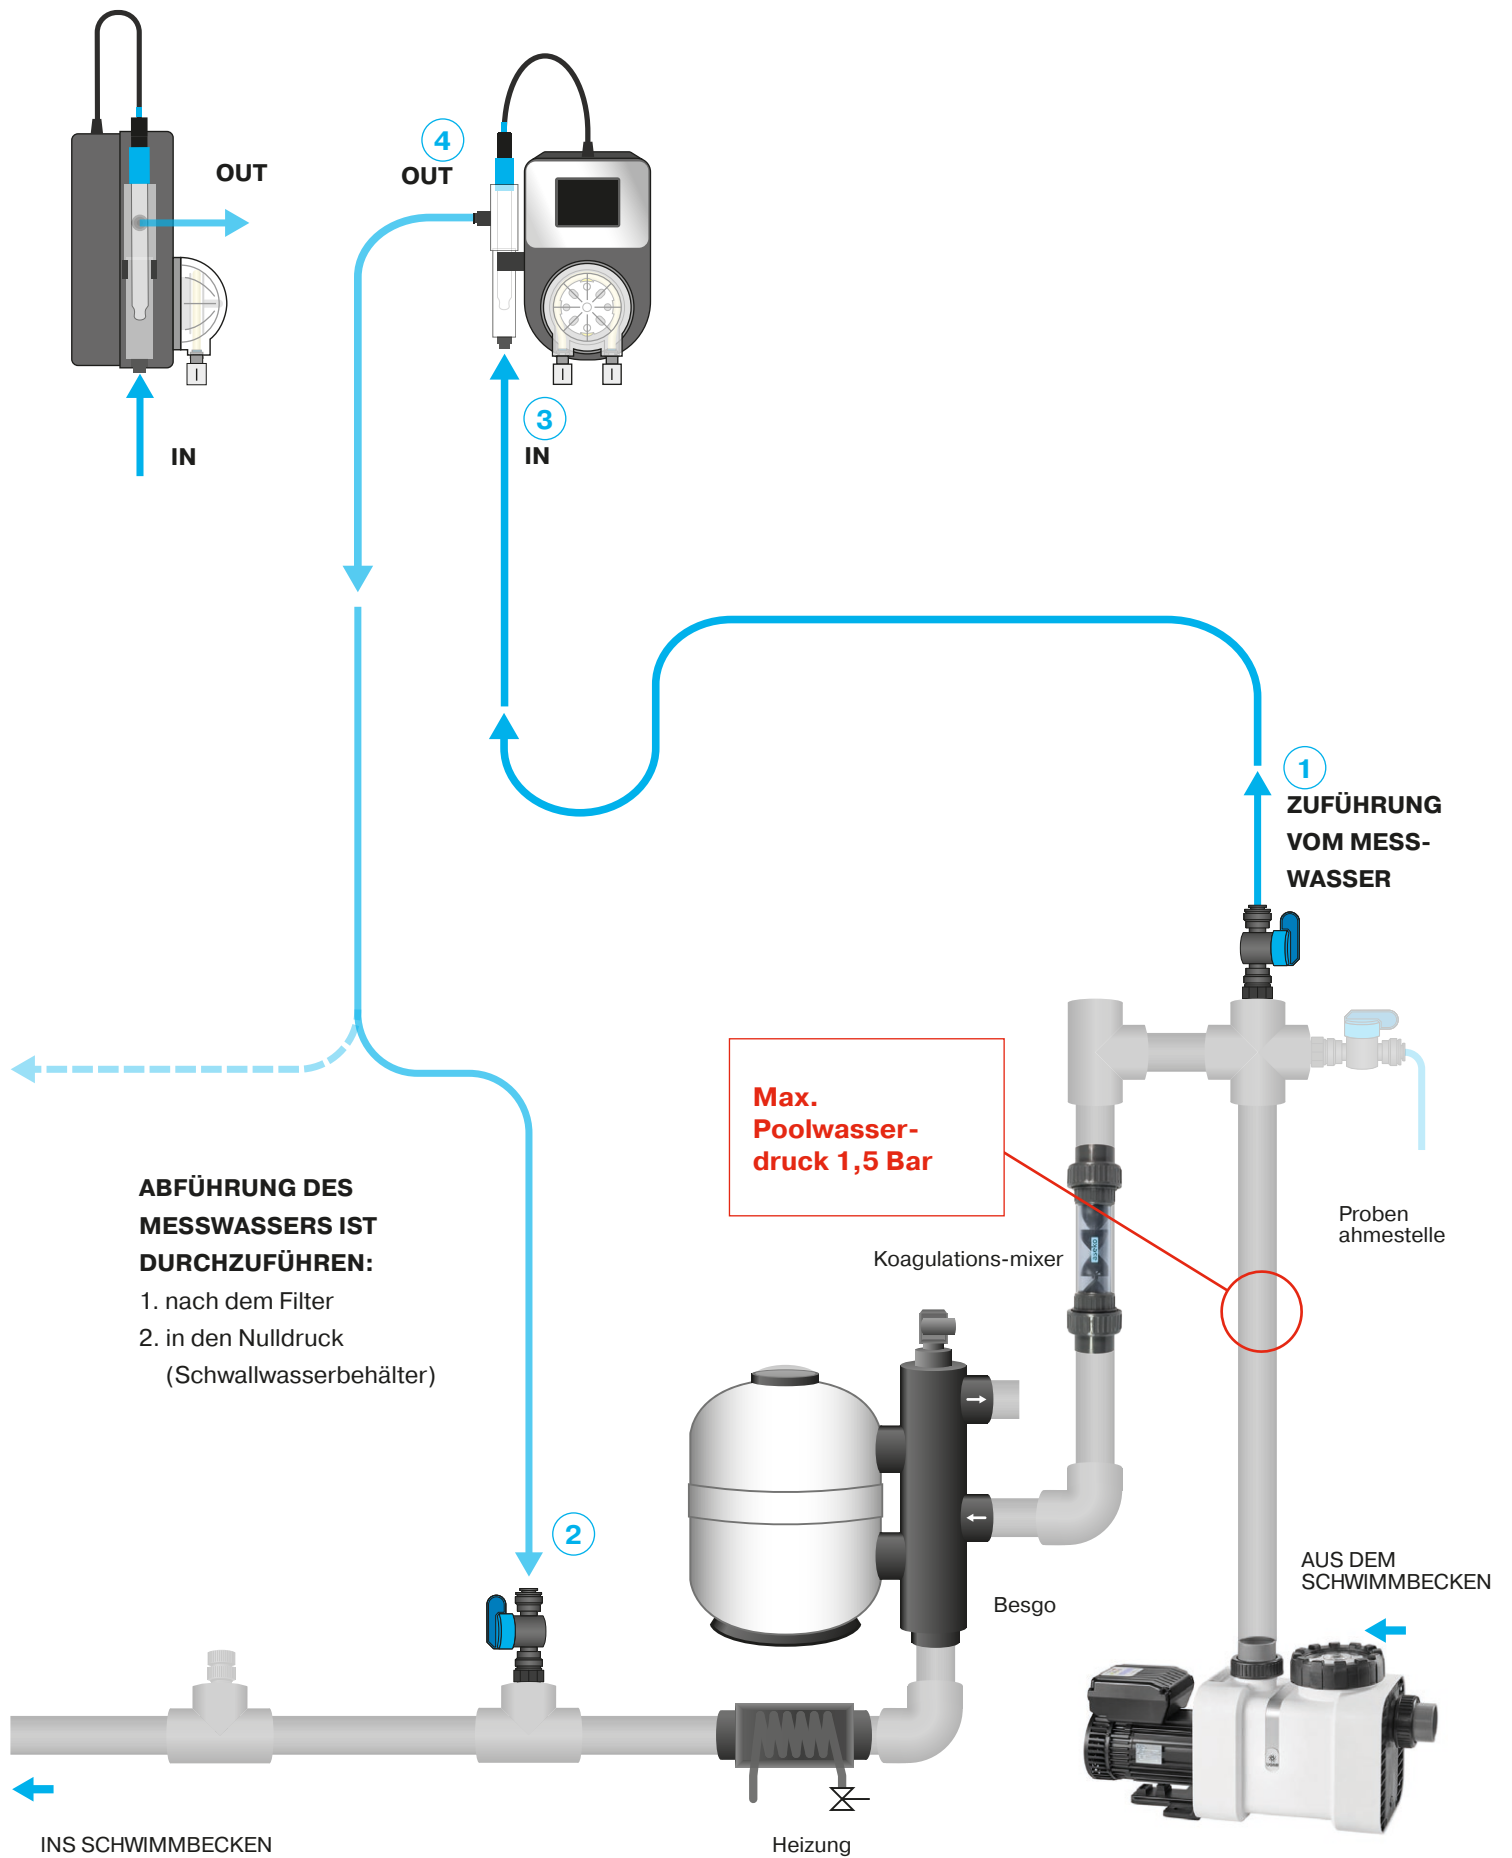 OUT
IN
4
OUT
3
IN
1
ZUFÜHRUNG
VOM MESS-
WASSER
Max.
Poolwasser-
druck 1,5 Bar
ABFÜHRUNG DES
MESSWASSERS IST
DURCHZUFÜHREN:
1. nach dem Filter
2. in den Nulldruck
(Schwallwasserbehälter)
Proben
ahmestelle
Koagulations-mixer
aseko
2
Besgo
AUS DEM
SCHWIMMBECKEN
INS SCHWIMMBECKEN
Heizung